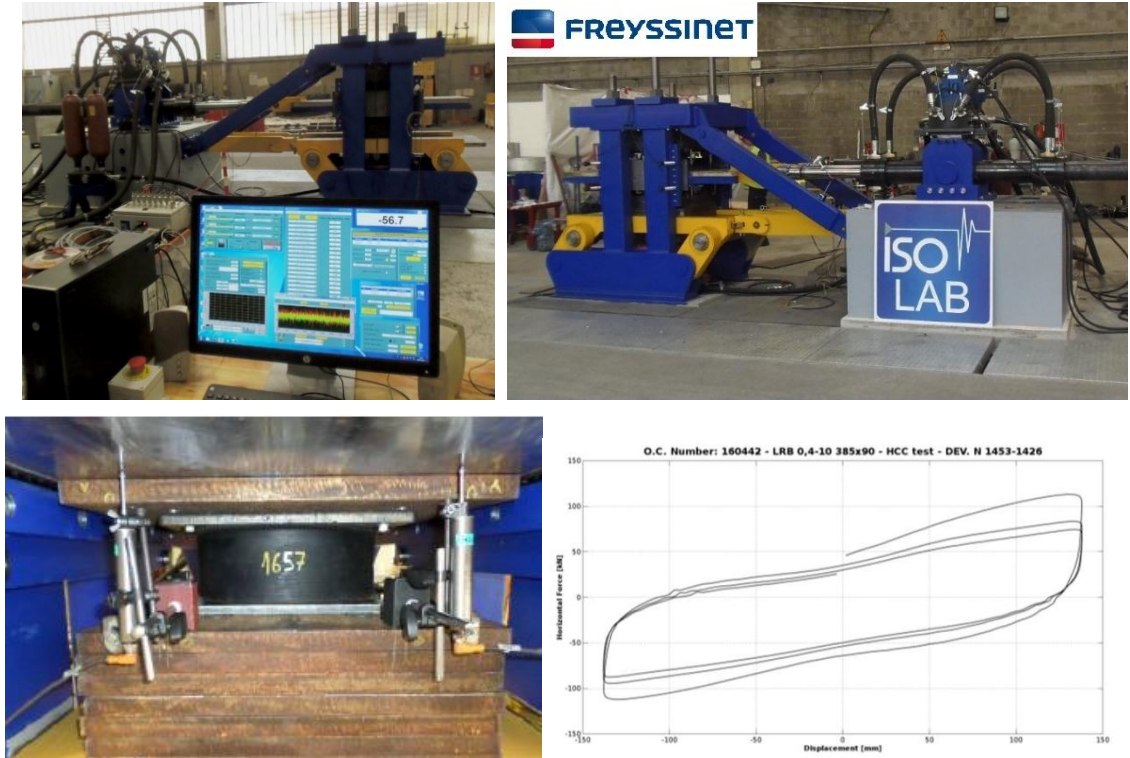 -56.7
FREYSSINET
ISO
LAB
1657
O.C. Number: 160442 - LRB 0,4-10 385x90 - HCC test - DEV. N 1453-1426
Horizontal Force [kN]
150
100
50
0
-50
-100
-150
-150
-100
-50
0
50
100
150
Displacement [mm]